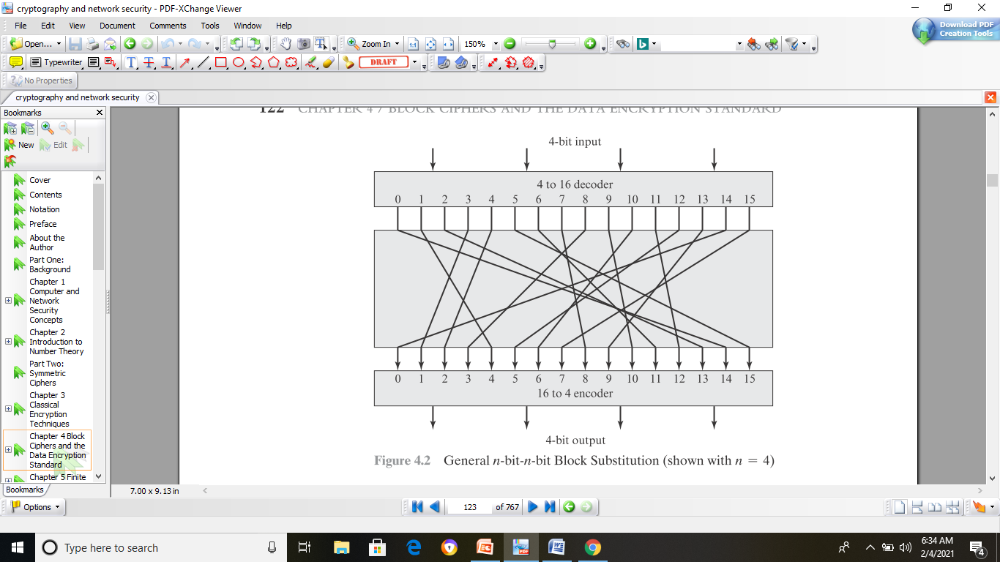 cryptography and network security - PDF-XChange Viewer
File Edit View Document Comments Tools Window Help
Download PDF
Creation Tools
Open... Zoom In 1:1 150%
Typewriter T T T DRAFT
No Properties
cryptography and network security
Bookmarks
New Edit
Cover
Contents
Notation
Preface
About the
Author
Part One:
Background
Chapter 1
Computer and
Network
Security
Concepts
Chapter 2
Introduction to
Number Theory
Part Two:
Symmetric
Ciphers
Chapter 3
Classical
Encryption
Techniques
Chapter 4 Block
Ciphers and the
Data Encryption
Standard
Chapter 5 Finite
Bookmarks
122 CHAPTER 4 / BLOCK CIPHERS AND THE DATA ENCRYPTION STANDARD
4-bit input
4 to 16 decoder
0 1 2 3 4 5 6 7 8 9 10 11 12 13 14 15
0 1 2 3 4 5 6 7 8 9 10 11 12 13 14 15
16 to 4 encoder
4-bit output
Figure 4.2 General n-bit-n-bit Block Substitution (shown with n = 4)
7.00 x 9.13 in
Options 123 of 767
Type here to search
6:34 AM
2/4/2021
4